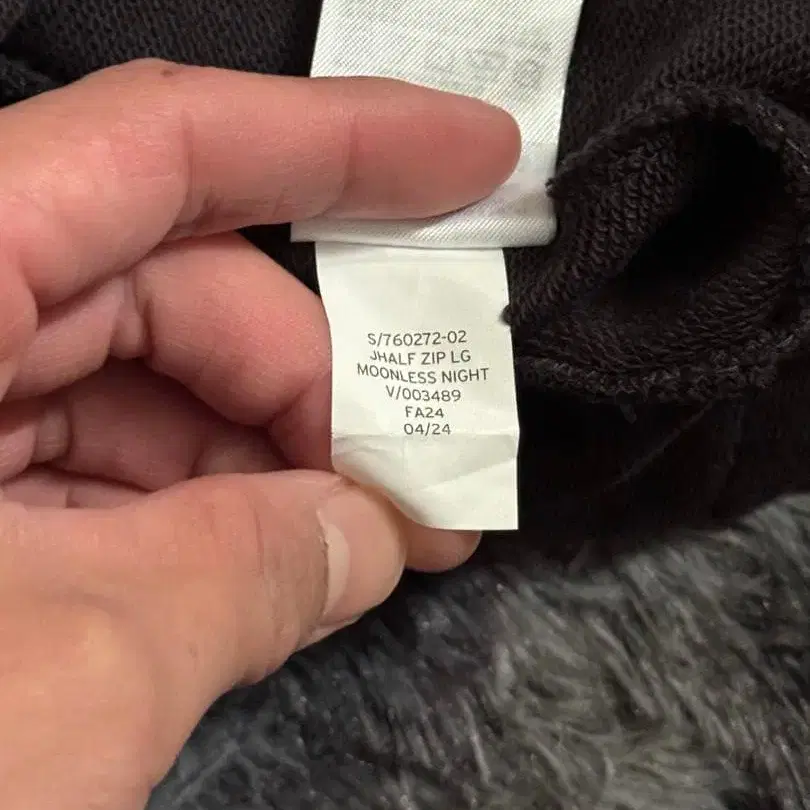 S/760272-02
JHALF ZIP LG
MOONLESS NIGHT
V/003489
FA24
04/24